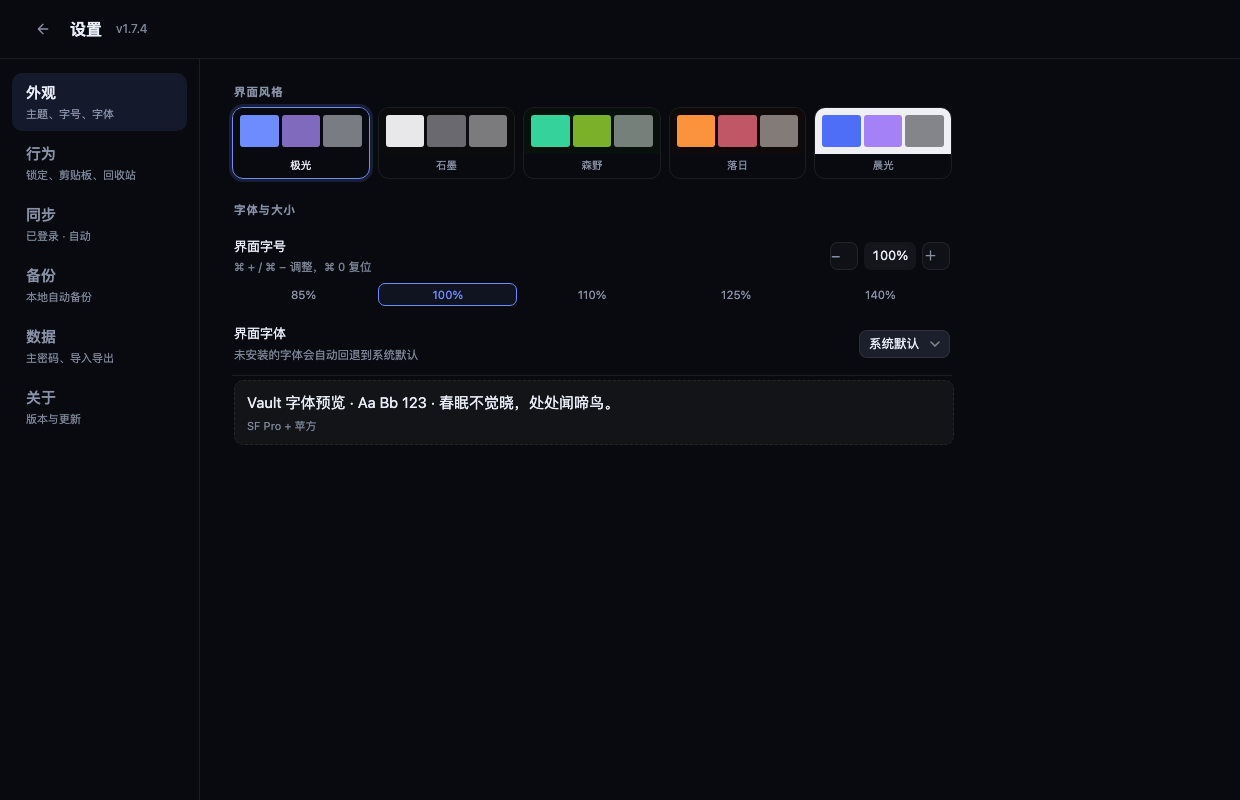 设置 v1.7.4
外观
主题、字号、字体
行为
锁定、剪贴板、回收站
同步
已登录 · 自动
备份
本地自动备份
数据
主密码、导入导出
关于
版本与更新
界面风格
极光 石墨 森野 落日 晨光
字体与大小
界面字号
⌘ + / ⌘ − 调整，⌘ 0 复位
− 100% +
85% 100% 110% 125% 140%
界面字体
未安装的字体会自动回退到系统默认
系统默认
Vault 字体预览 · Aa Bb 123 · 春眠不觉晓，处处闻啼鸟。
SF Pro + 苹方